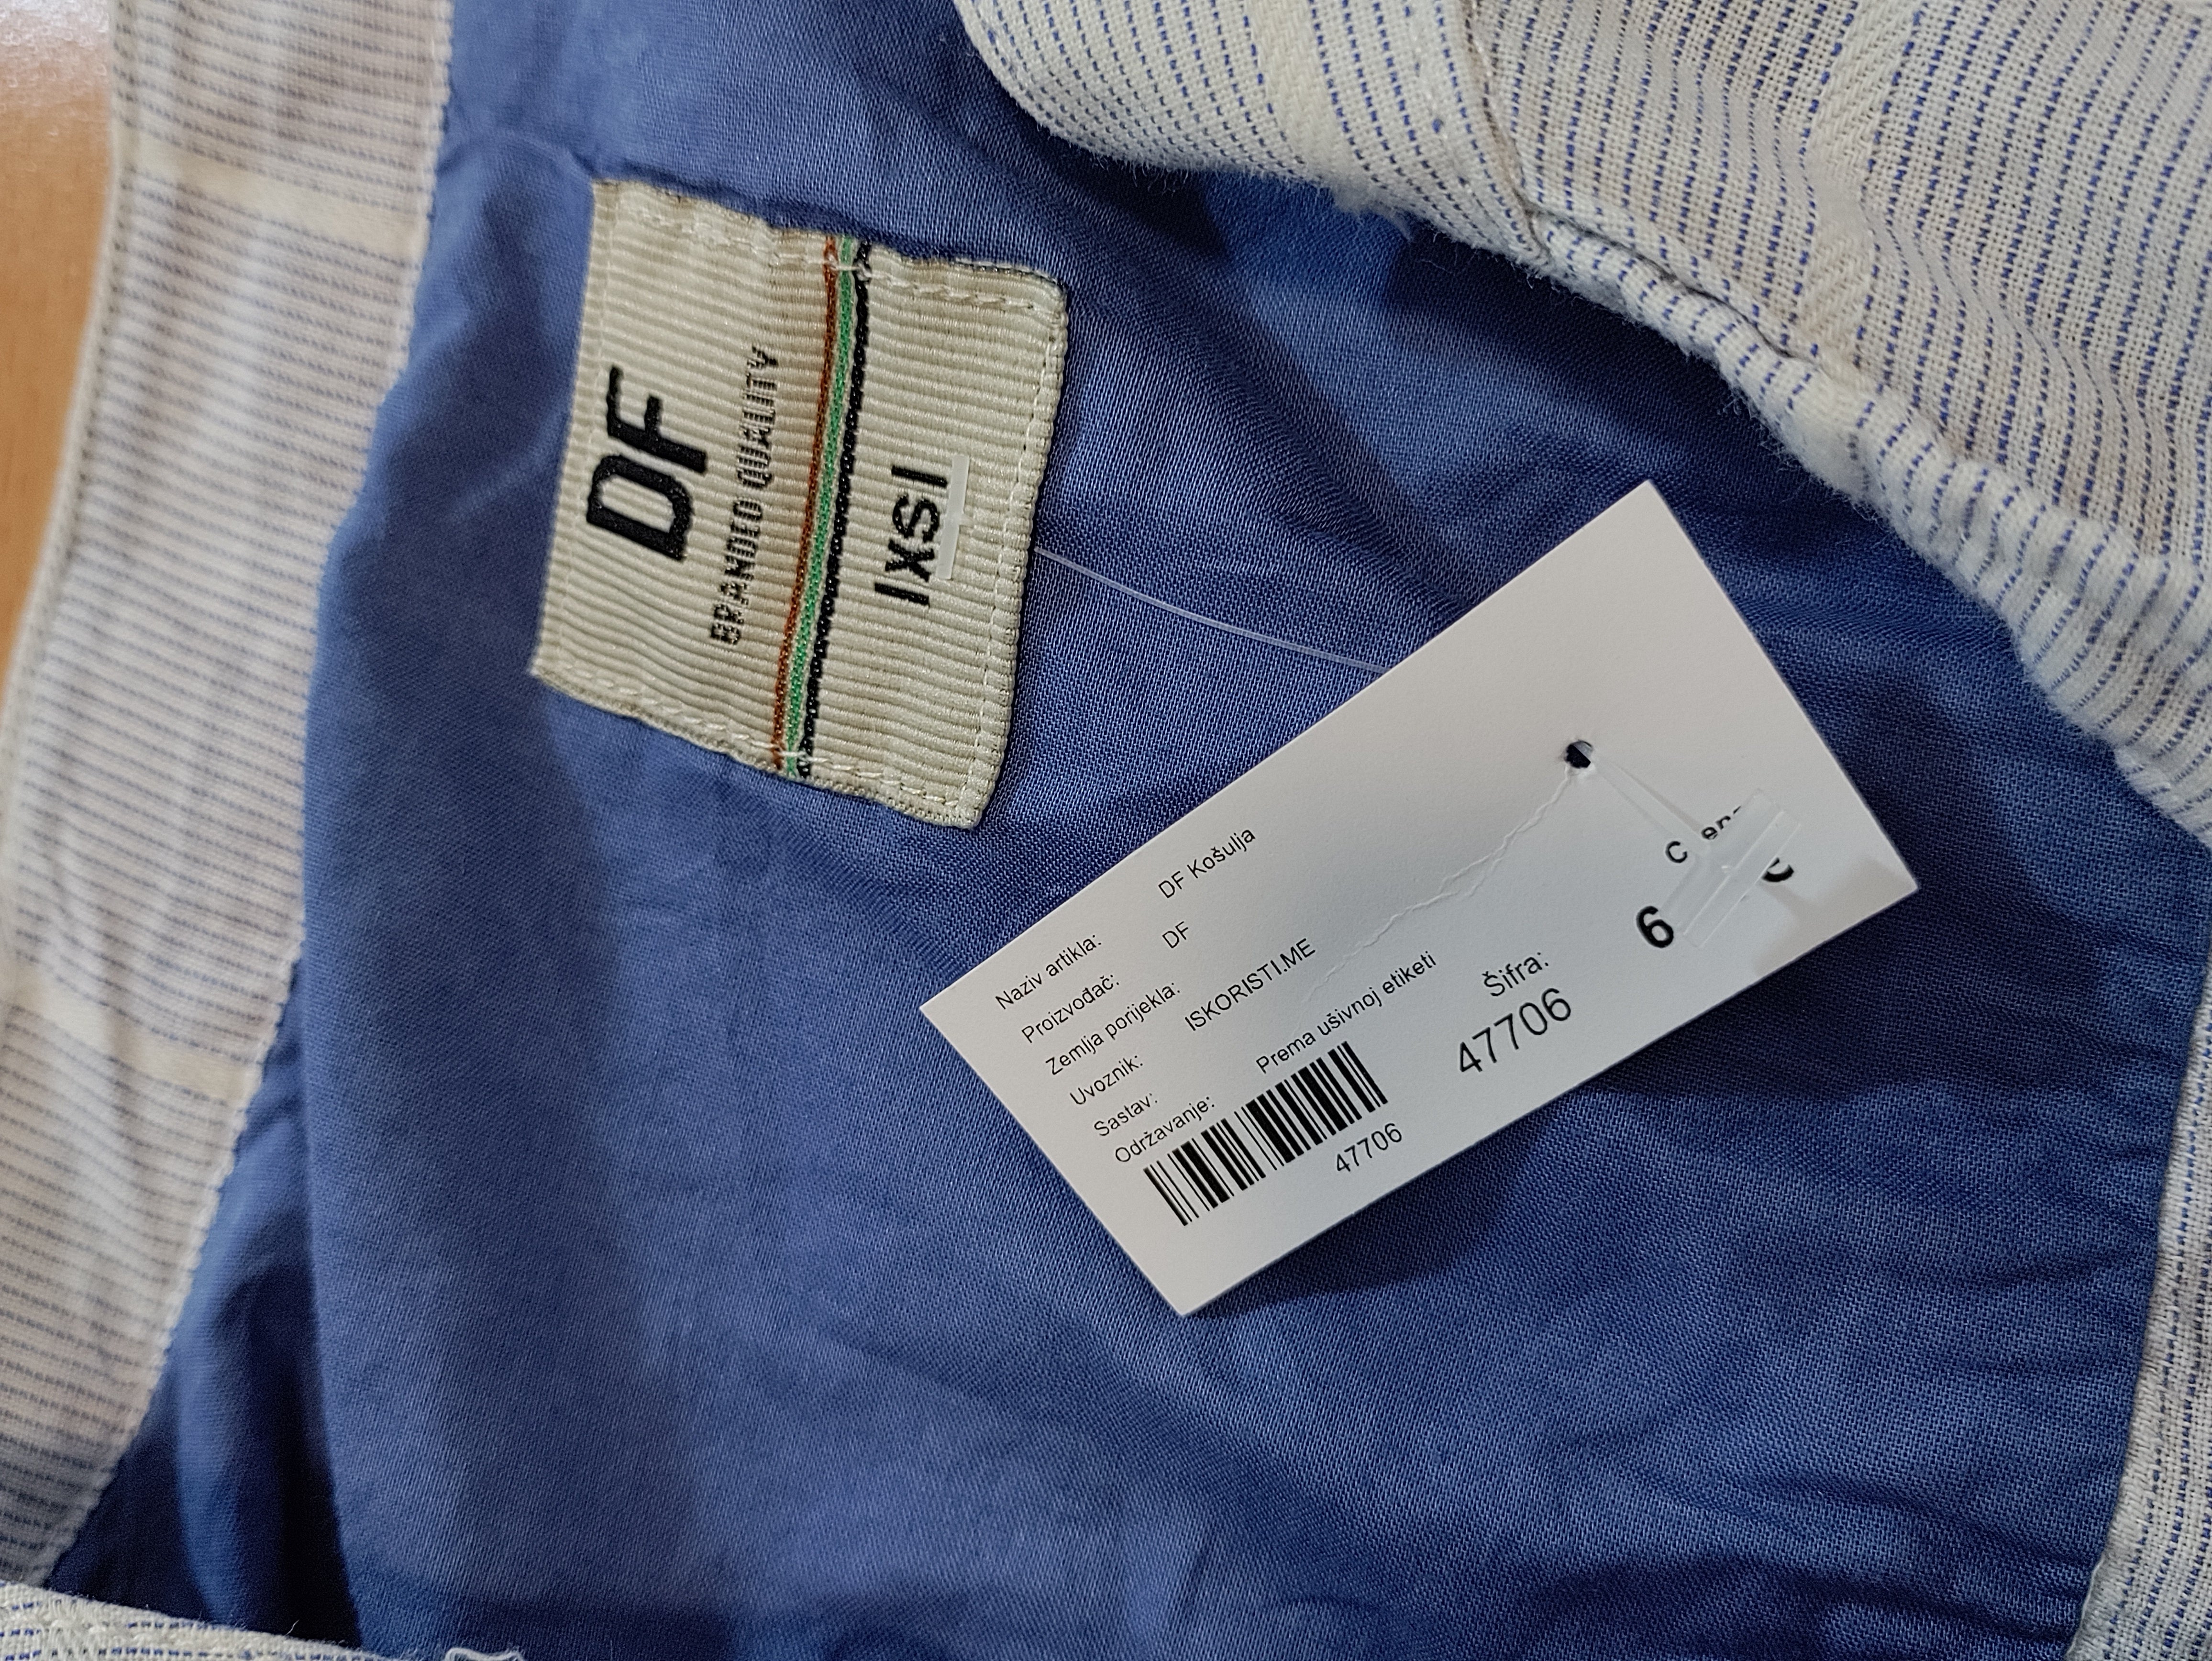 DF
BRANDED QUALITY
IXSI
Naziv artikla: DF Košulja
Proizvođač: DF
Zemlja porijekla:
Uvoznik: ISKORISTI.ME
Sastav:
Održavanje: Prema ušivnoj etiketi
47706
Šifra:
47706
6